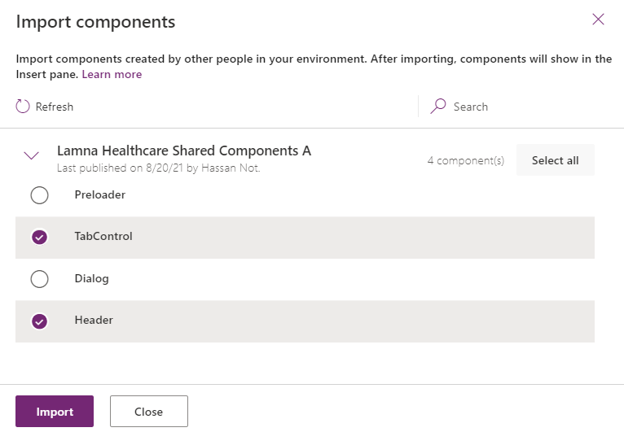 Import components
Import components created by other people in your environment. After importing, components will show in the
Insert pane. Learn more
Refresh
Search
Lamna Healthcare Shared Components A
Last published on 8/20/21 by Hassan Not.
4 component(s)
Select all
Preloader
TabControl
Dialog
Header
Import
Close